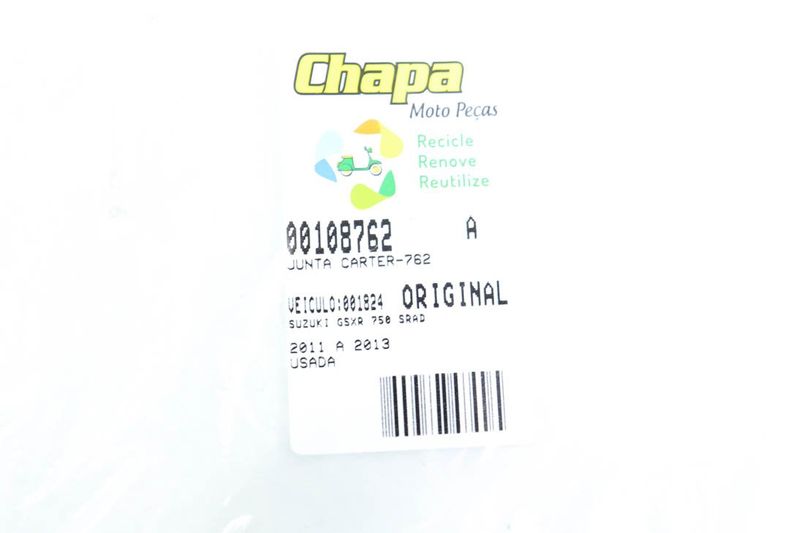 Chapa
Moto Peças
Recicle
Renove
Reutilize
00108762 A
JUNTA CARTER-762
VEICULO:001824 ORIGINAL
SUZUKI GSXR 750 SRAD
2011 A 2013
USADA